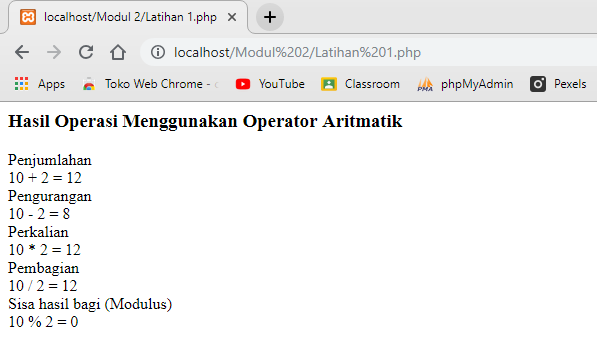 localhost/Modul 2/Latihan 1.php
localhost/Modul%202/Latihan%201.php
Apps
Toko Web Chrome -
YouTube
Classroom
PMA
phpMyAdmin
Pexels
Hasil Operasi Menggunakan Operator Aritmatik
Penjumlahan
10 + 2 = 12
Pengurangan
10 - 2 = 8
Perkalian
10 * 2 = 12
Pembagian
10 / 2 = 12
Sisa hasil bagi (Modulus)
10 % 2 = 0